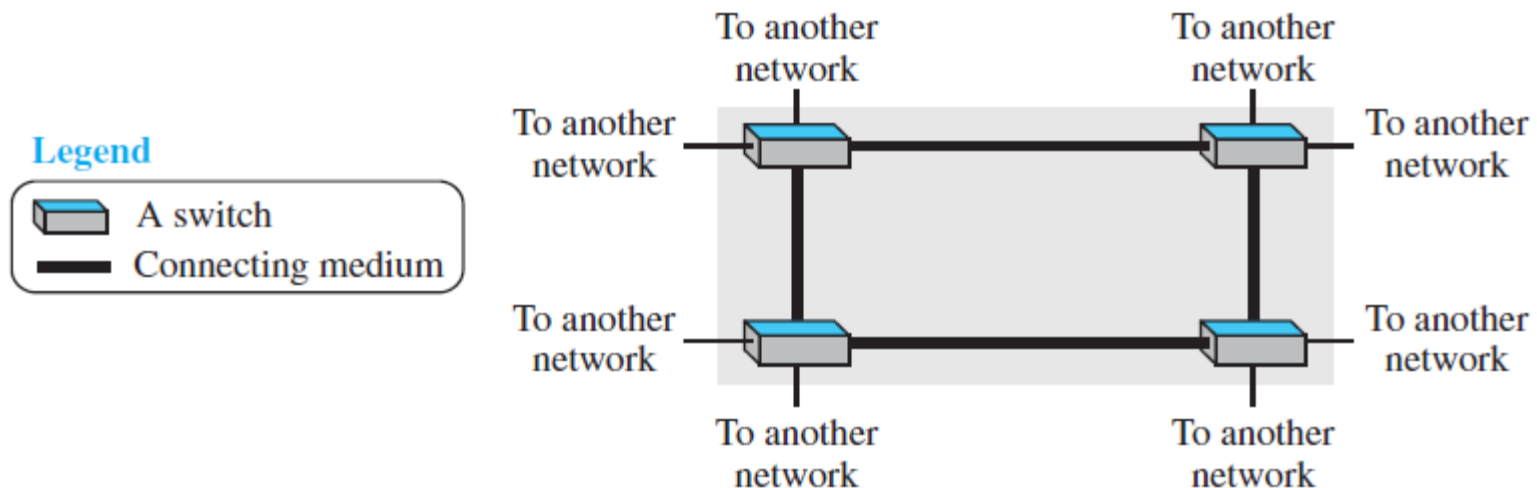 To another
network
To another
network
To another
network
To another
network
Legend
A switch
Connecting medium
To another
network
To another
network
To another
network
To another
network